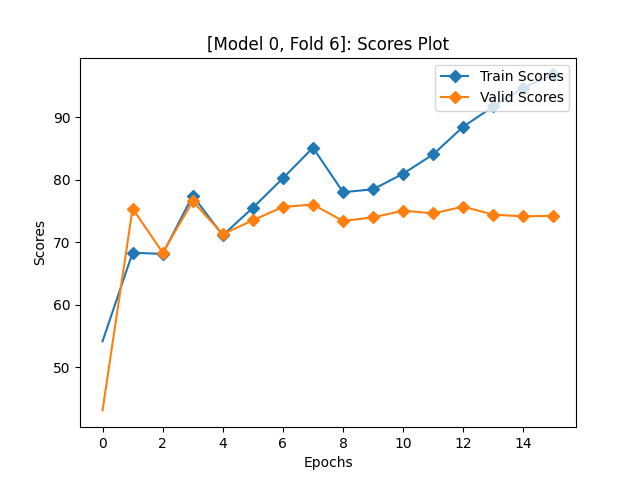 [Model 0, Fold 6]: Scores Plot
Train Scores
Valid Scores
90
80
70
60
50
Scores
0 2 4 6 8 10 12 14
Epochs